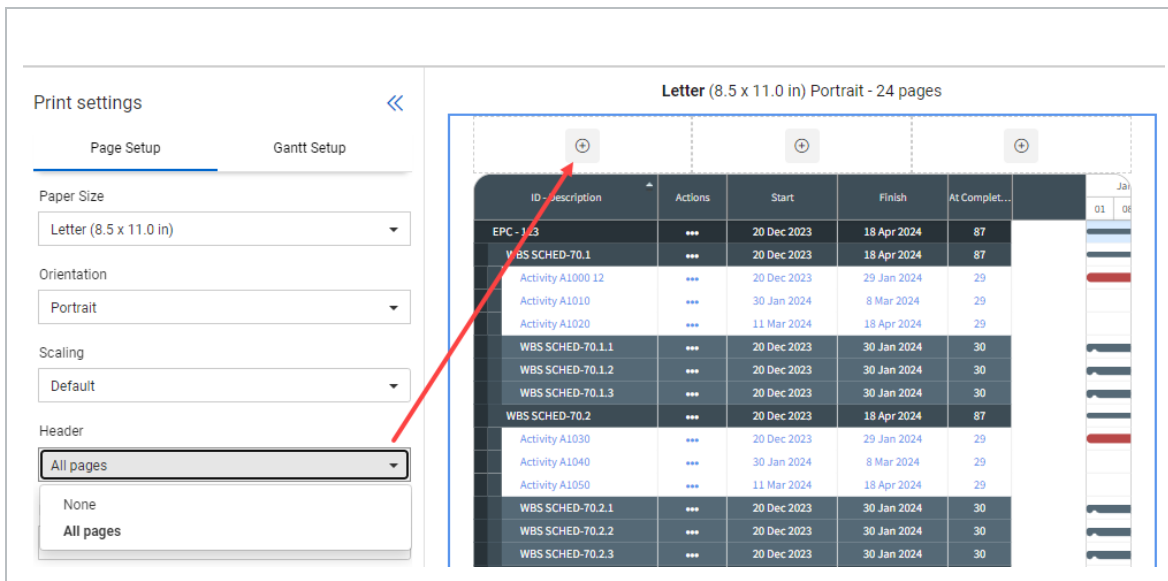 Print settings
Page Setup
Gantt Setup
Paper Size
Letter (8.5 x 11.0 in)
Orientation
Portrait
Scaling
Default
Header
All pages
None
All pages
Letter (8.5 x 11.0 in) Portrait - 24 pages
ID - Description Actions Start Finish At Complet...
01
EPC - 123 ••• 20 Dec 2023 18 Apr 2024 87
WBS SCHED-70.1 ••• 20 Dec 2023 18 Apr 2024 87
Activity A1000 12 ••• 20 Dec 2023 29 Jan 2024 29
Activity A1010 ••• 30 Jan 2024 8 Mar 2024 29
Activity A1020 ••• 11 Mar 2024 18 Apr 2024 29
WBS SCHED-70.1.1 ••• 20 Dec 2023 30 Jan 2024 30
WBS SCHED-70.1.2 ••• 20 Dec 2023 30 Jan 2024 30
WBS SCHED-70.1.3 ••• 20 Dec 2023 30 Jan 2024 30
WBS SCHED-70.2 ••• 20 Dec 2023 18 Apr 2024 87
Activity A1030 ••• 20 Dec 2023 29 Jan 2024 29
Activity A1040 ••• 30 Jan 2024 8 Mar 2024 29
Activity A1050 ••• 11 Mar 2024 18 Apr 2024 29
WBS SCHED-70.2.1 ••• 20 Dec 2023 30 Jan 2024 30
WBS SCHED-70.2.2 ••• 20 Dec 2023 30 Jan 2024 30
WBS SCHED-70.2.3 ••• 20 Dec 2023 30 Jan 2024 30